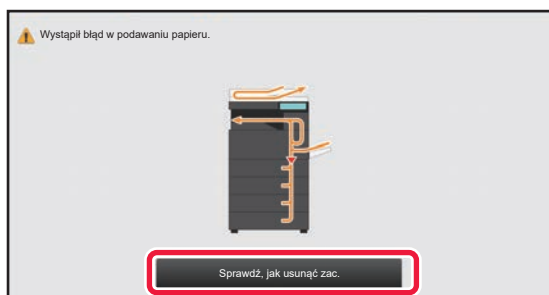 Wystąpił błąd w podawaniu papieru.
Sprawdź, jak usunąć zac.